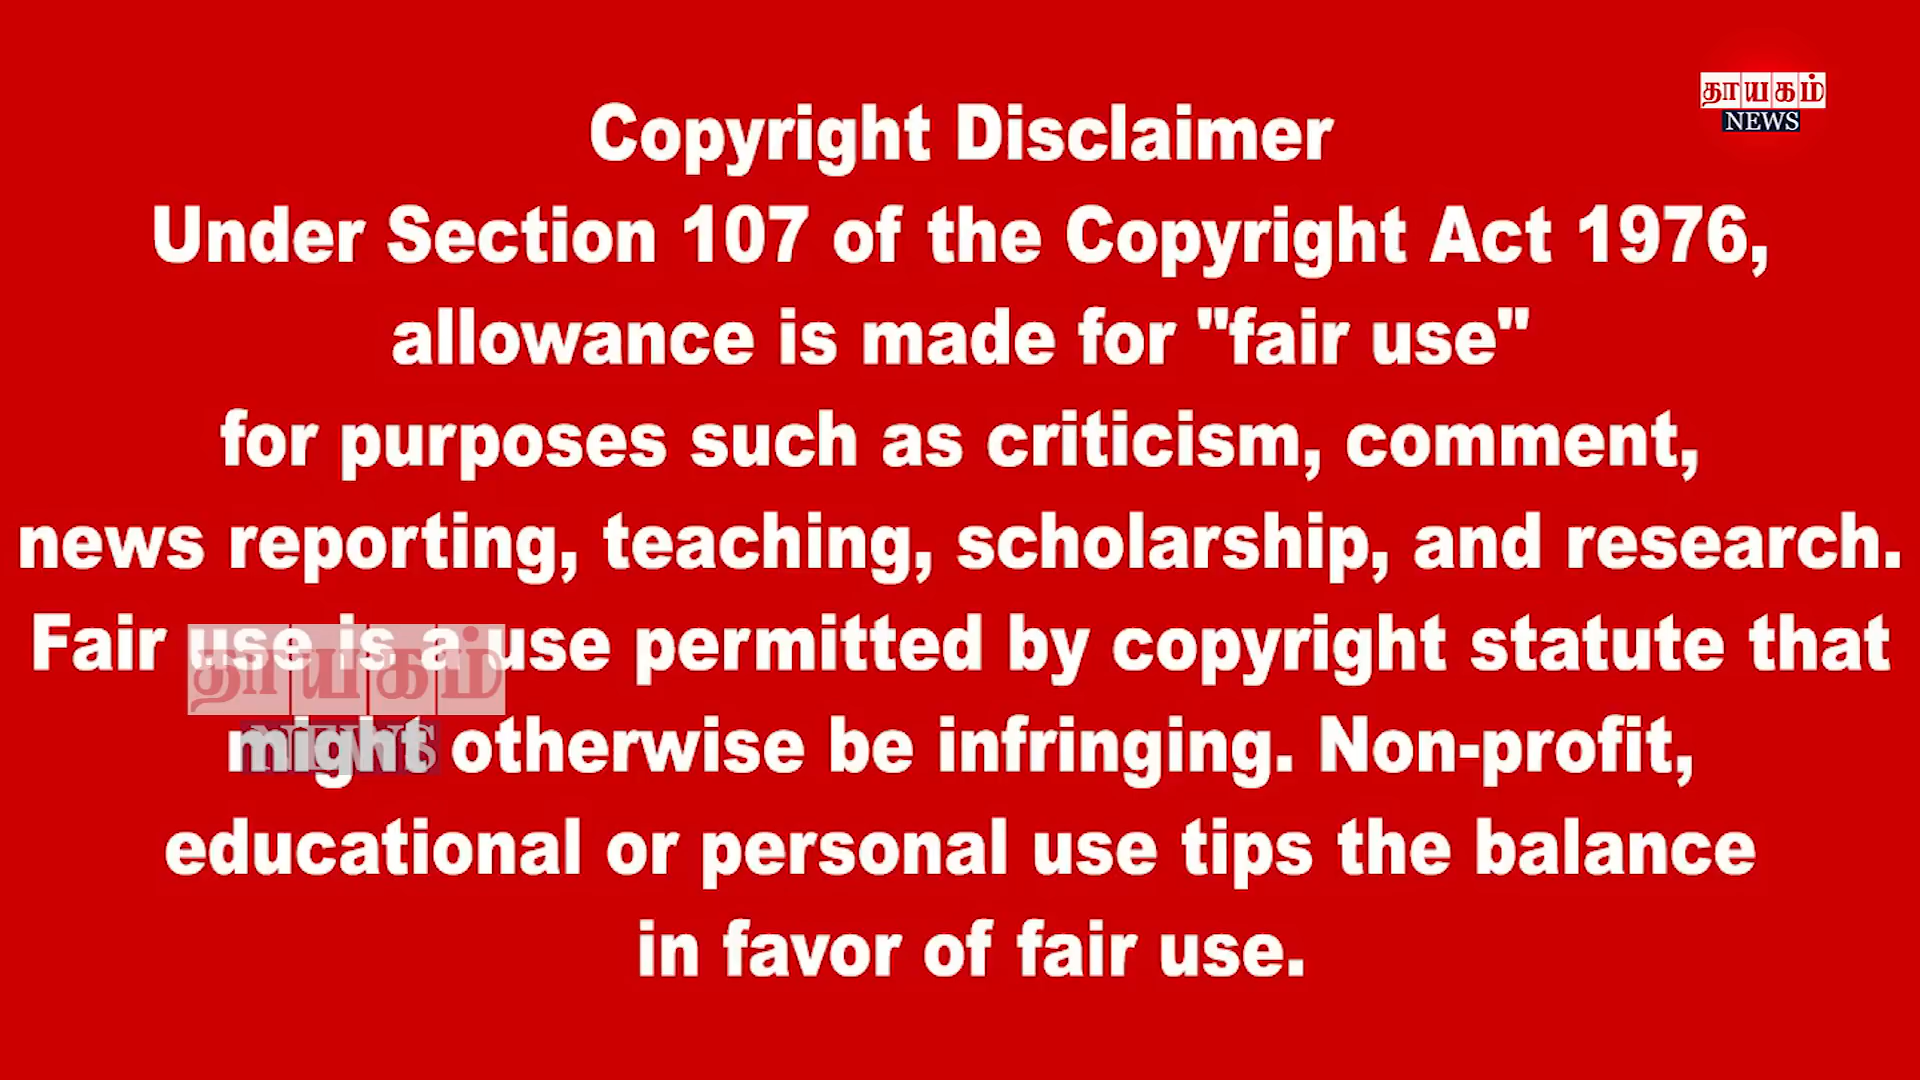 தாயகம்
NEWS
Copyright Disclaimer
Under Section 107 of the Copyright Act 1976,
allowance is made for "fair use"
for purposes such as criticism, comment,
news reporting, teaching, scholarship, and research.
Fair use is a use permitted by copyright statute that
might otherwise be infringing. Non-profit,
educational or personal use tips the balance
in favor of fair use.
தாயகம்
NEWS